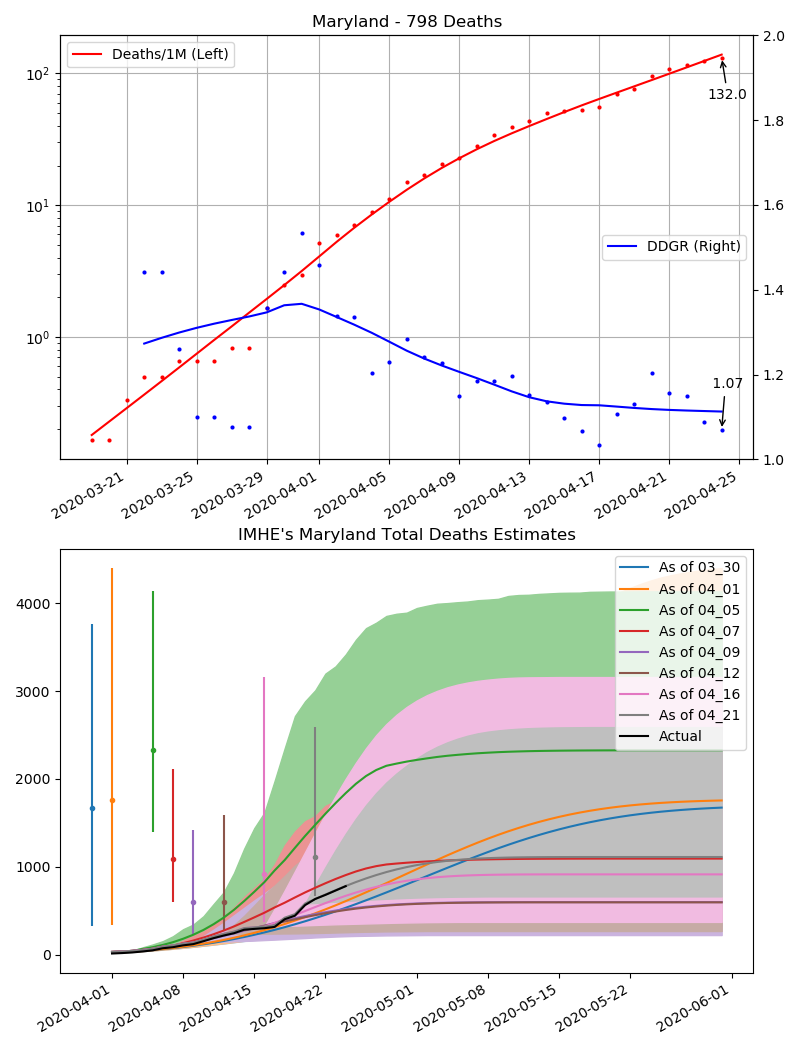 Maryland - 798 Deaths
Deaths/1M (Left)
DDGR (Right)
132.0
1.07
10²
10¹
10⁰
2.0
1.8
1.6
1.4
1.2
1.0
2020-03-21
2020-03-25
2020-03-29
2020-04-01
2020-04-05
2020-04-09
2020-04-13
2020-04-17
2020-04-21
2020-04-25
IMHE's Maryland Total Deaths Estimates
As of 03_30
As of 04_01
As of 04_05
As of 04_07
As of 04_09
As of 04_12
As of 04_16
As of 04_21
Actual
4000
3000
2000
1000
0
2020-04-01
2020-04-08
2020-04-15
2020-04-22
2020-05-01
2020-05-08
2020-05-15
2020-05-22
2020-06-01